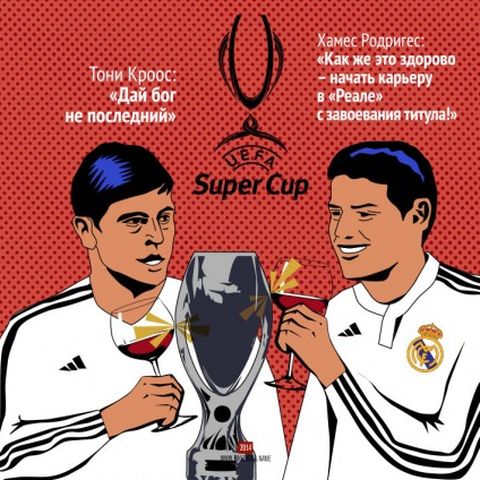 Тони Кроос:
«Дай бог
не последний»
Хамес Родригес:
«Как же это здорово
– начать карьеру
в «Реале»
с завоевания титула!»
UEFA
Super Cup
2014